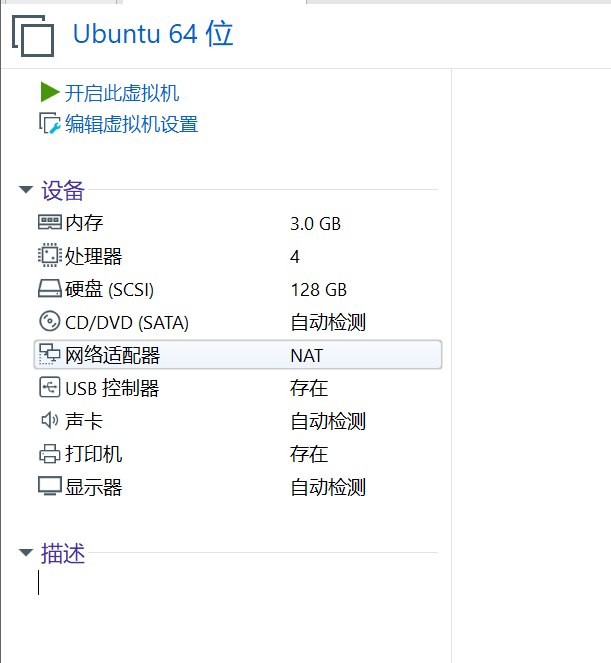 Ubuntu 64 位
开启此虚拟机
编辑虚拟机设置
设备
内存 3.0 GB
处理器 4
硬盘 (SCSI) 128 GB
CD/DVD (SATA) 自动检测
网络适配器 NAT
USB 控制器 存在
声卡 自动检测
打印机 存在
显示器 自动检测
描述